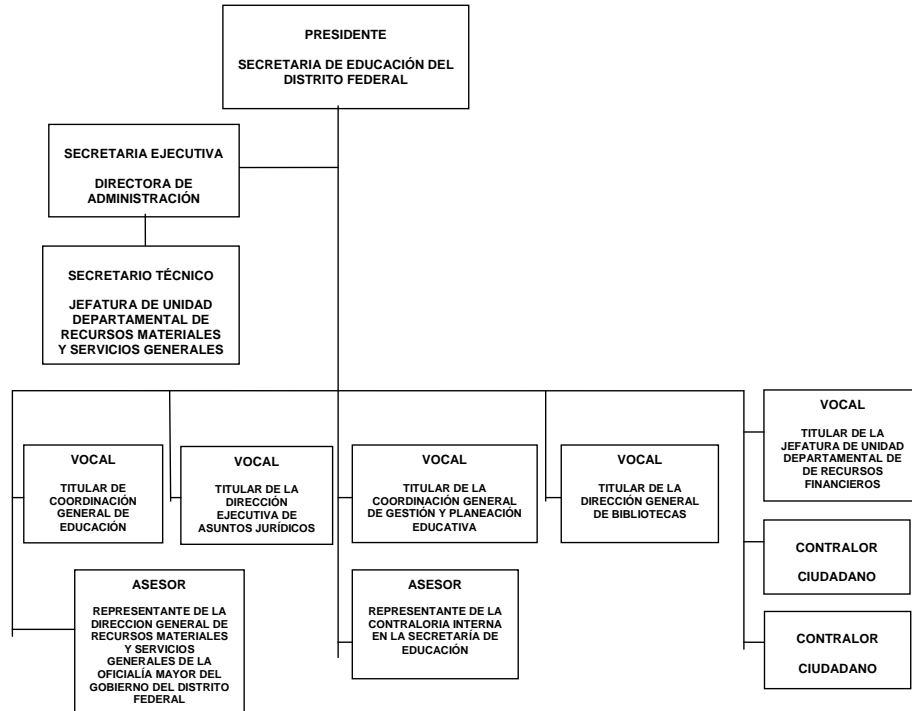 PRESIDENTE
SECRETARIA DE EDUCACIÓN DEL
DISTRITO FEDERAL
SECRETARIA EJECUTIVA
DIRECTORA DE
ADMINISTRACIÓN
SECRETARIO TÉCNICO
JEFATURA DE UNIDAD
DEPARTAMENTAL DE
RECURSOS MATERIALES
Y SERVICIOS GENERALES
VOCAL
TITULAR DE
COORDINACIÓN
GENERAL DE
EDUCACIÓN
VOCAL
TITULAR DE LA
DIRECCIÓN
EJECUTIVA DE
ASUNTOS JURÍDICOS
VOCAL
TITULAR DE LA
COORDINACIÓN GENERAL
DE GESTIÓN Y PLANEACIÓN
EDUCATIVA
VOCAL
TITULAR DE LA
DIRECCIÓN GENERAL
DE BIBLIOTECAS
VOCAL
TITULAR DE LA
JEFATURA DE UNIDAD
DEPARTAMENTAL DE
DE RECURSOS
FINANCIEROS
ASESOR
REPRESENTANTE DE LA
DIRECCION GENERAL DE
RECURSOS MATERIALES
Y SERVICIOS
GENERALES DE LA
OFICIALÍA MAYOR DEL
GOBIERNO DEL DISTRITO
FEDERAL
ASESOR
REPRESENTANTE DE LA
CONTRALORIA INTERNA
EN LA SECRETARÍA DE
EDUCACIÓN
CONTRALOR
CIUDADANO
CONTRALOR
CIUDADANO